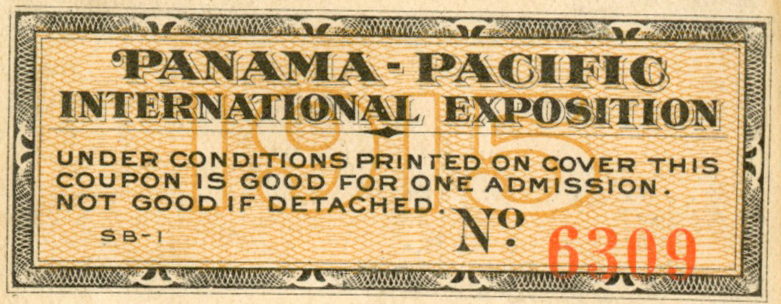 PANAMA-PACIFIC
INTERNATIONAL EXPOSITION
1915
UNDER CONDITIONS PRINTED ON COVER THIS
COUPON IS GOOD FOR ONE ADMISSION.
NOT GOOD IF DETACHED.
SB-1
No. 6309